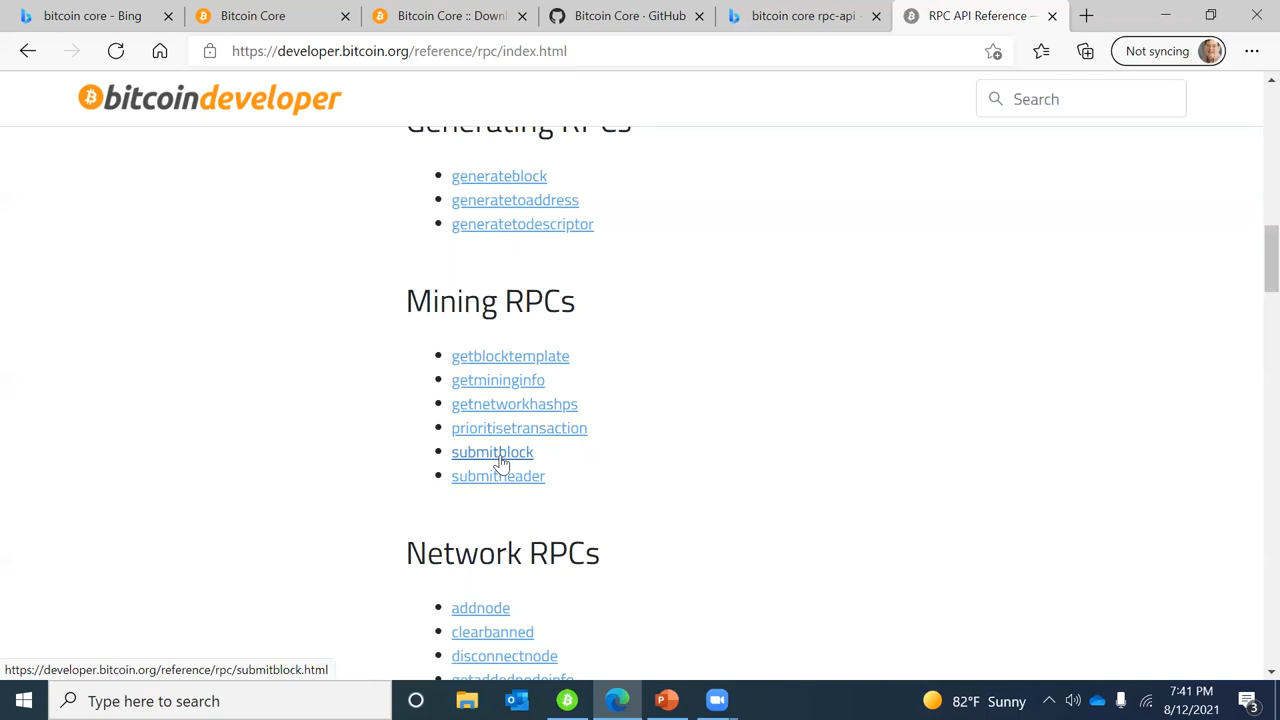 bitcoin core - Bing
Bitcoin Core
Bitcoin Core :: Downl
Bitcoin Core · GitHub
bitcoin core rpc-api -
RPC API Reference —
https://developer.bitcoin.org/reference/rpc/index.html
Not syncing
bitcoindeveloper
Search
Generating RPCs
generateblock
generatetoaddress
generatetodescriptor
Mining RPCs
getblocktemplate
getmininginfo
getnetworkhashps
prioritisetransaction
submitblock
submitheader
Network RPCs
addnode
clearbanned
disconnectnode
getaddednodeinfo
https://developer.bitcoin.org/reference/rpc/submitblock.html
Type here to search
82°F Sunny
7:41 PM
8/12/2021
3